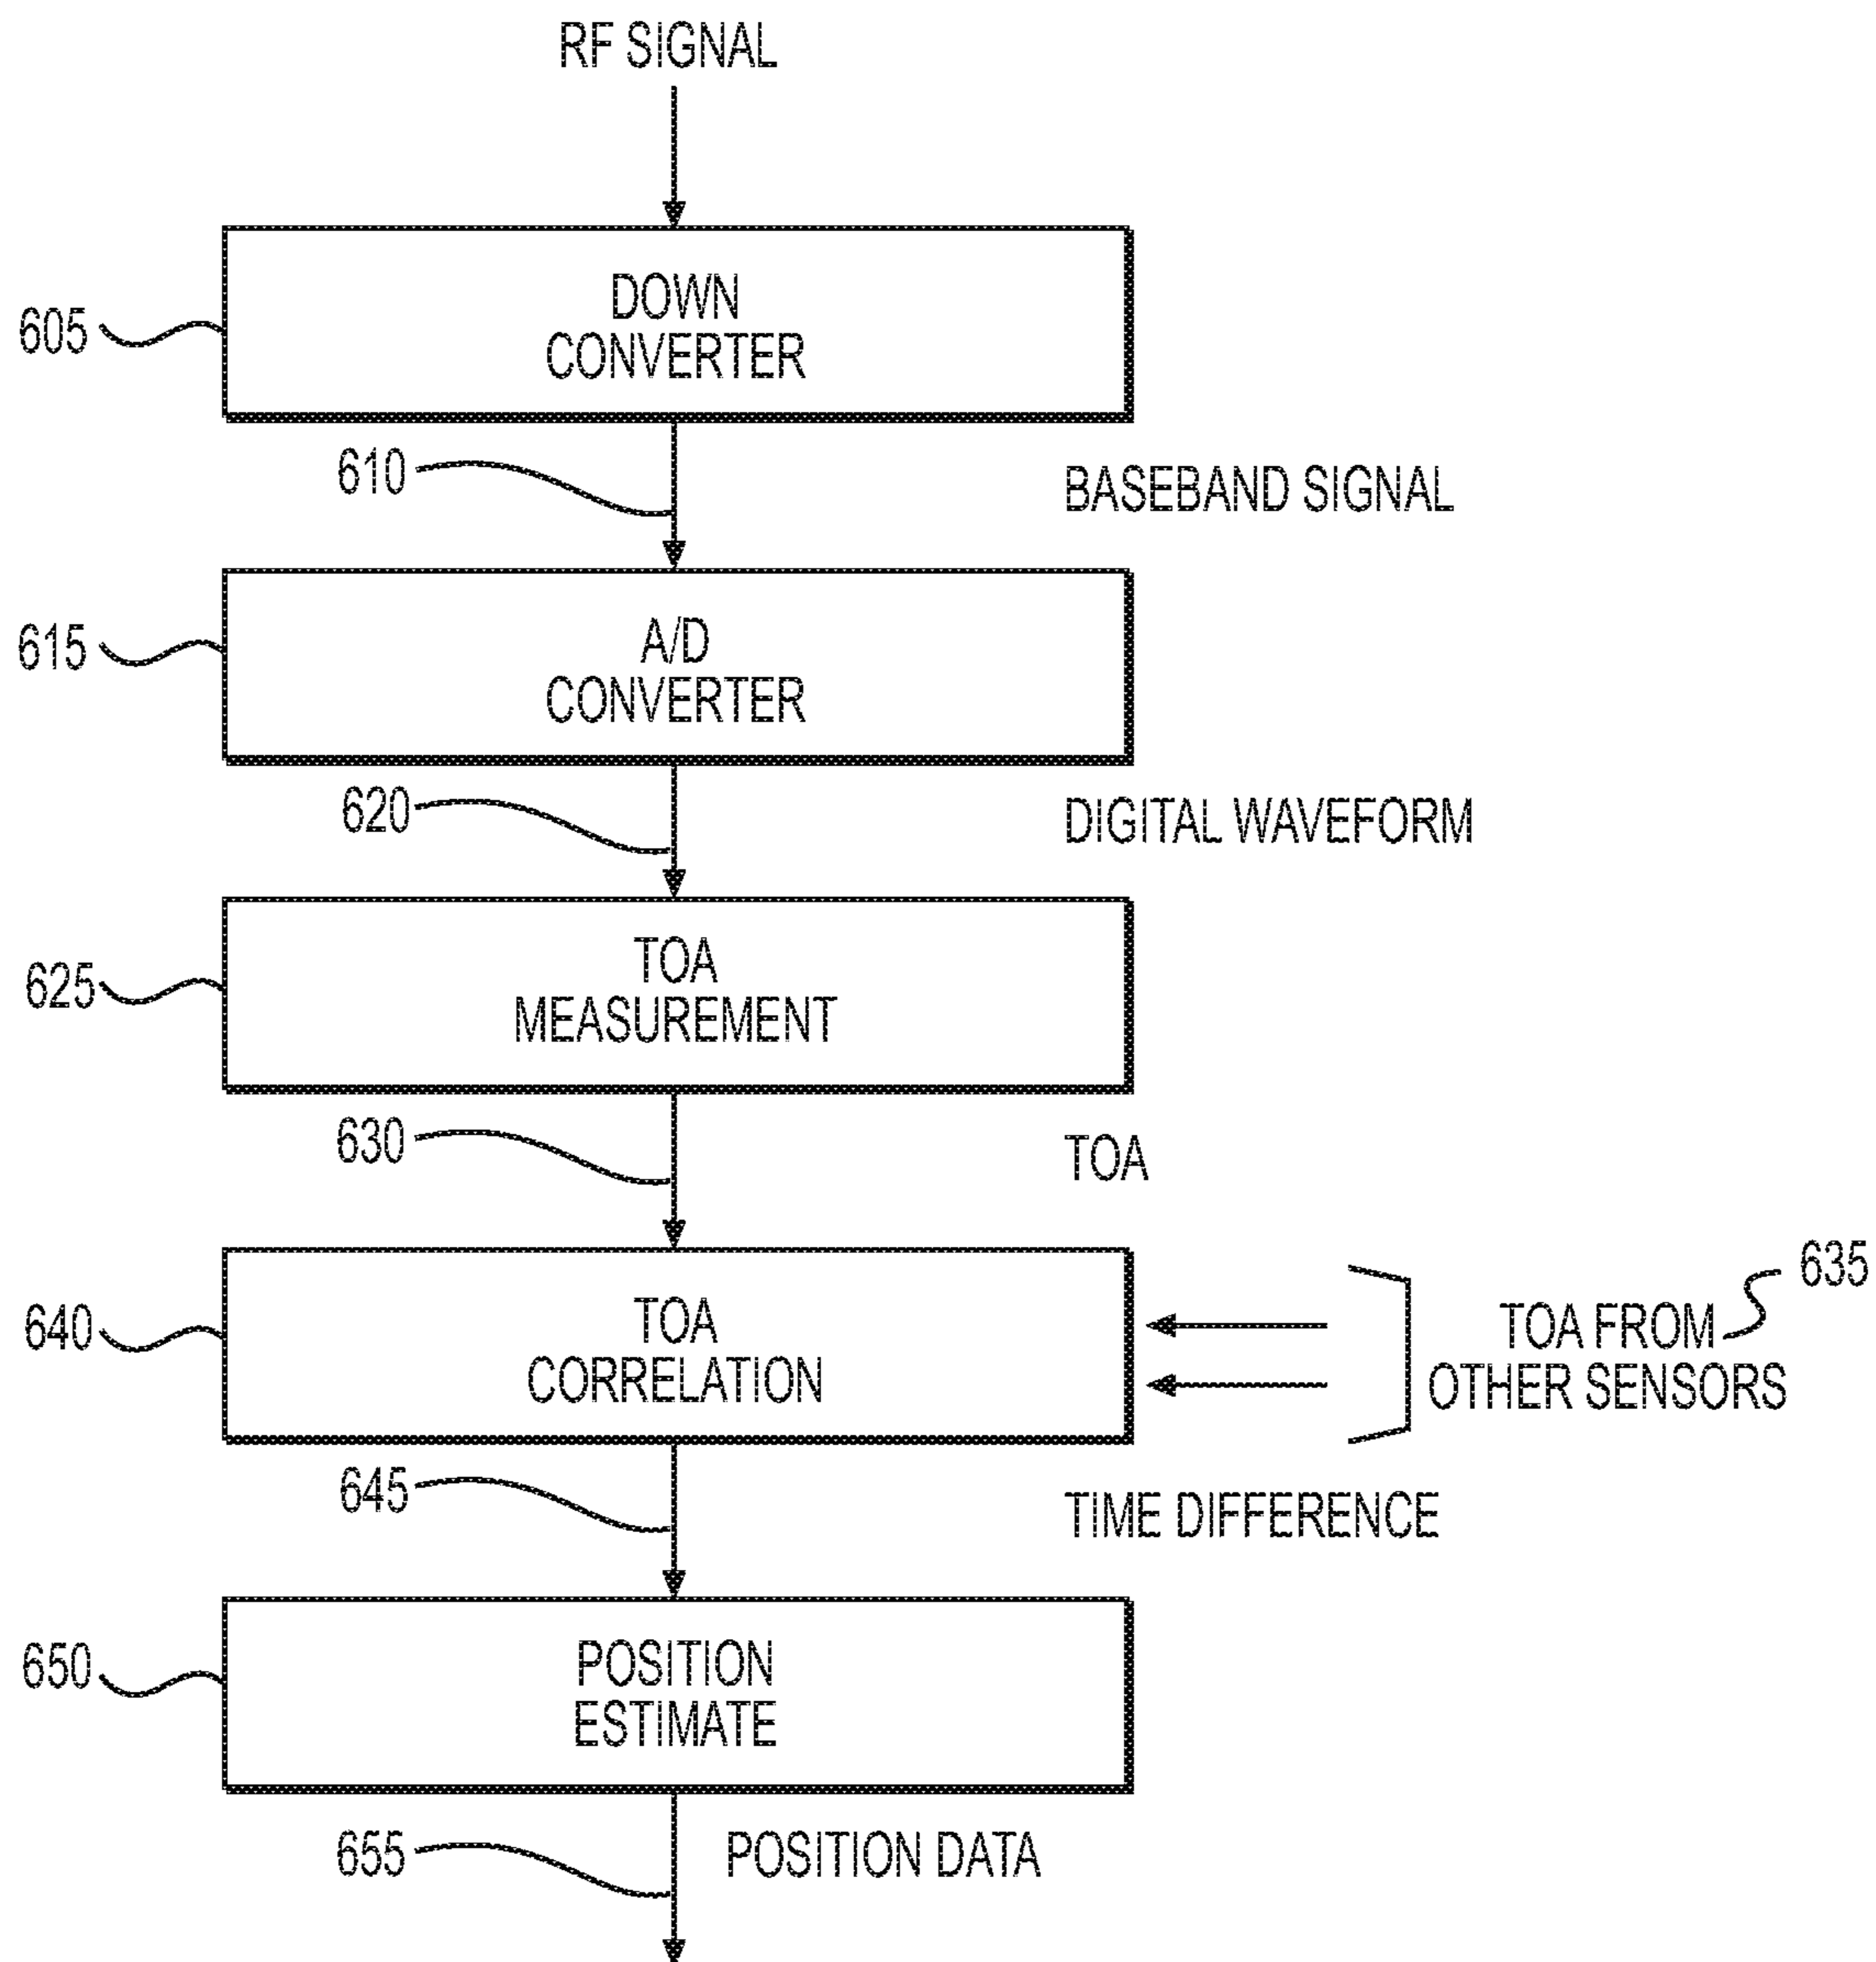 RF SIGNAL
DOWN
CONVERTER
605
610
BASEBAND SIGNAL
A/D
CONVERTER
615
620
DIGITAL WAVEFORM
TOA
MEASUREMENT
625
630
TOA
TOA
CORRELATION
640
635
TOA FROM
OTHER SENSORS
645
TIME DIFFERENCE
POSITION
ESTIMATE
650
655
POSITION DATA